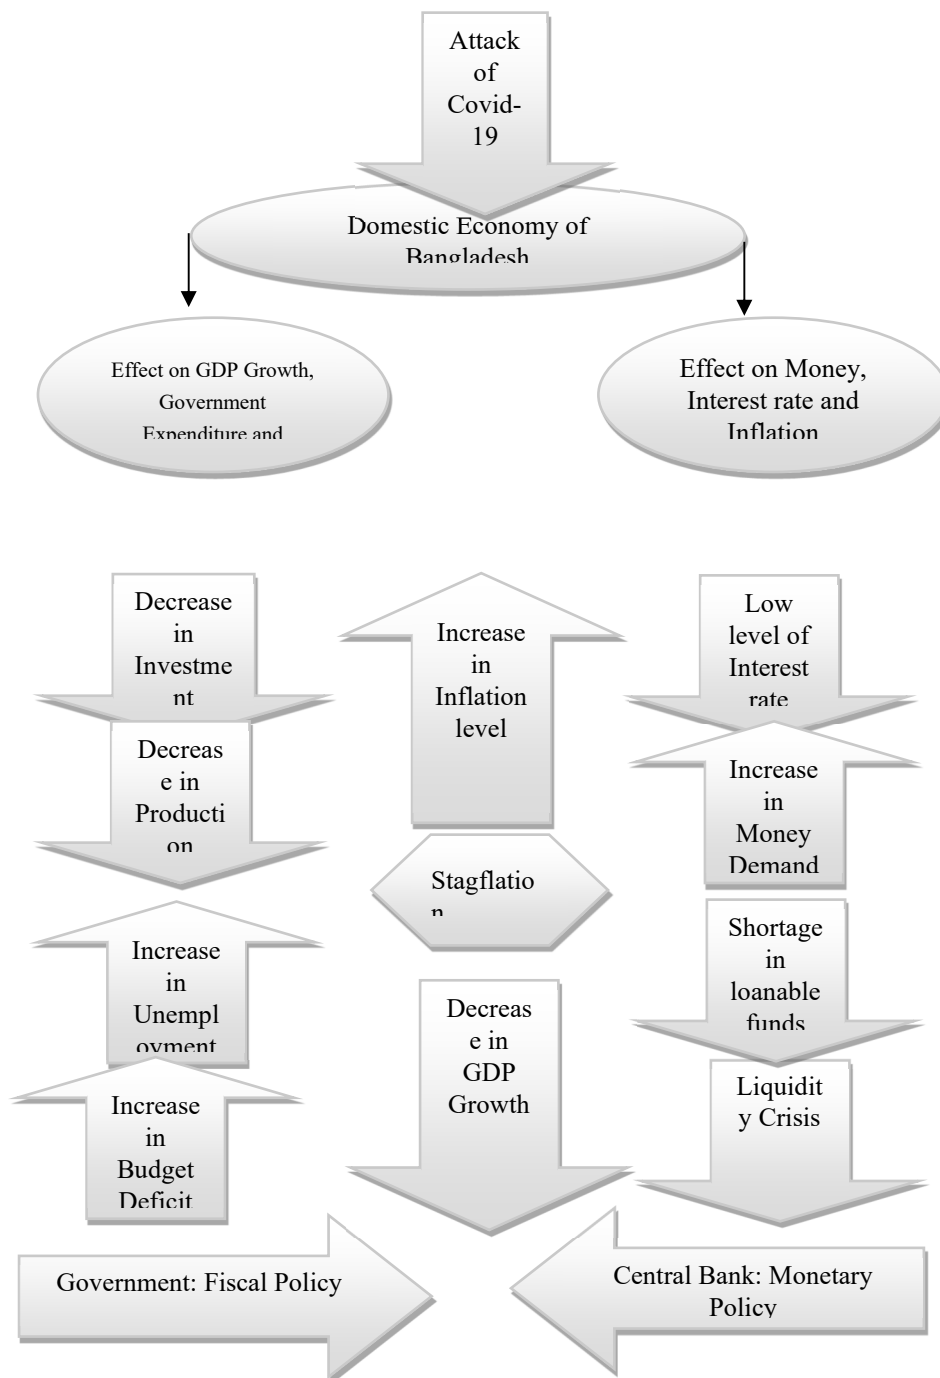 Attack
of
Covid-
19
Domestic Economy of
Bangladesh
Effect on GDP Growth,
Government
Expenditure and
Effect on Money,
Interest rate and
Inflation
Decrease
in
Investme
nt
Increase
in
Inflation
level
Low
level of
Interest
rate
Decreas
e in
Producti
on
Increase
in
Money
Demand
Stagflatio
n
Increase
in
Unempl
oyment
Shortage
in
loanable
funds
Decreas
e in
GDP
Growth
Increase
in
Budget
Deficit
Liquidit
y Crisis
Government: Fiscal Policy
Central Bank: Monetary
Policy